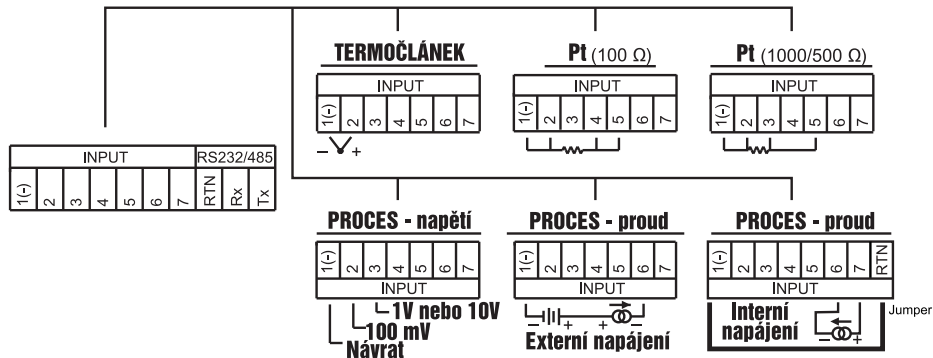 TERMOČLÁNEK
INPUT
1(-) 2 3 4 5 6 7
– +
Pt (100 Ω)
INPUT
1(-) 2 3 4 5 6 7
Pt (1000/500 Ω)
INPUT
1(-) 2 3 4 5 6 7
INPUT RS232/485
1(-) 2 3 4 5 6 7 RTN Rx Tx
PROCES - napětí
1(-) 2 3 4 5 6 7
INPUT
1V nebo 10V
100 mV
Návrat
PROCES - proud
1(-) 2 3 4 5 6 7
INPUT
– + + –
Externí napájení
PROCES - proud
1(-) 2 3 4 5 6 7 RTN
INPUT
Interní
napájení
– +
Jumper